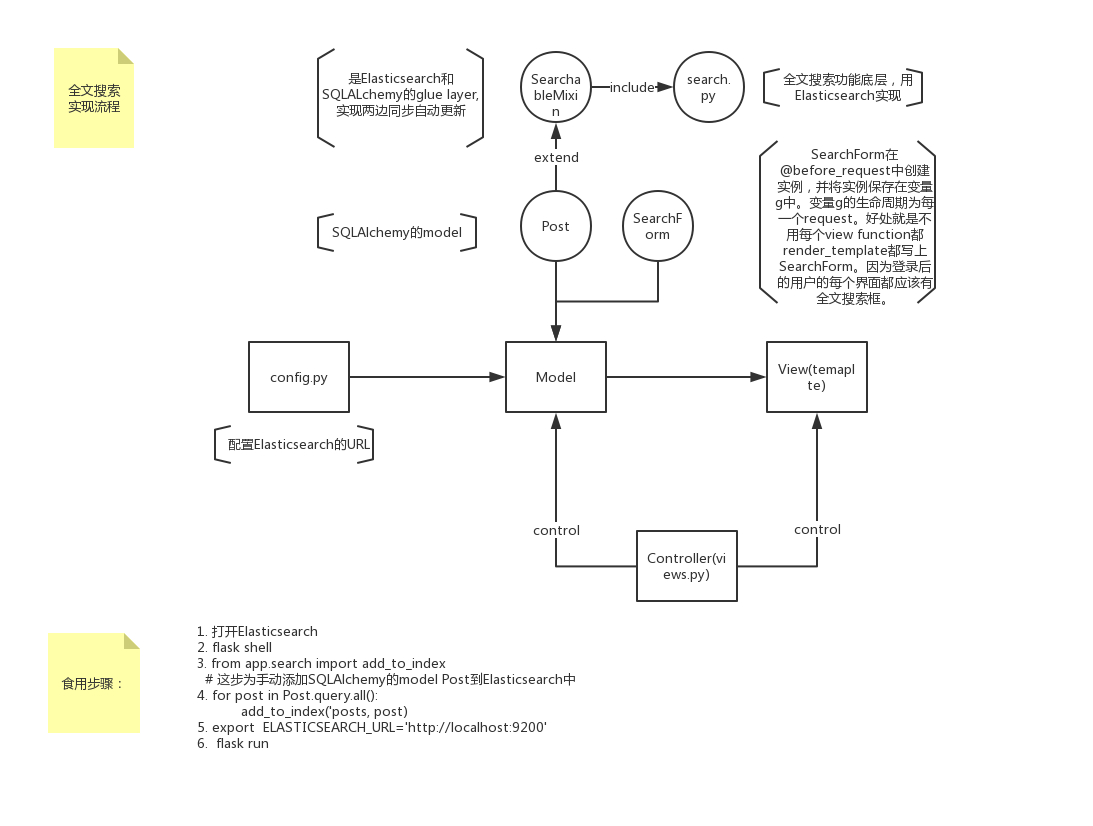 全文搜索
实现流程
是Elasticsearch和
SQLALchemy的glue layer,
实现两边同步自动更新
Searcha
bleMixi
n
include
search.
py
全文搜索功能底层，用
Elasticsearch实现
extend
SearchForm在
@before_request中创建
实例，并将实例保存在变量
g中。变量g的生命周期为每
一个request。好处就是不
用每个view function都
render_template都写上
SearchForm。因为登录后
的用户的每个界面都应该有
全文搜索框。
SQLAlchemy的model
Post
SearchF
orm
config.py
Model
View(temapl
te)
配置Elasticsearch的URL
control
control
Controller(vi
ews.py)
食用步骤：
1. 打开Elasticsearch
2. flask shell
3. from app.search import add_to_index
# 这步为手动添加SQLAlchemy的model Post到Elasticsearch中
4. for post in Post.query.all():
add_to_index('posts, post)
5. export  ELASTICSEARCH_URL='http://localhost:9200'
6.  flask run